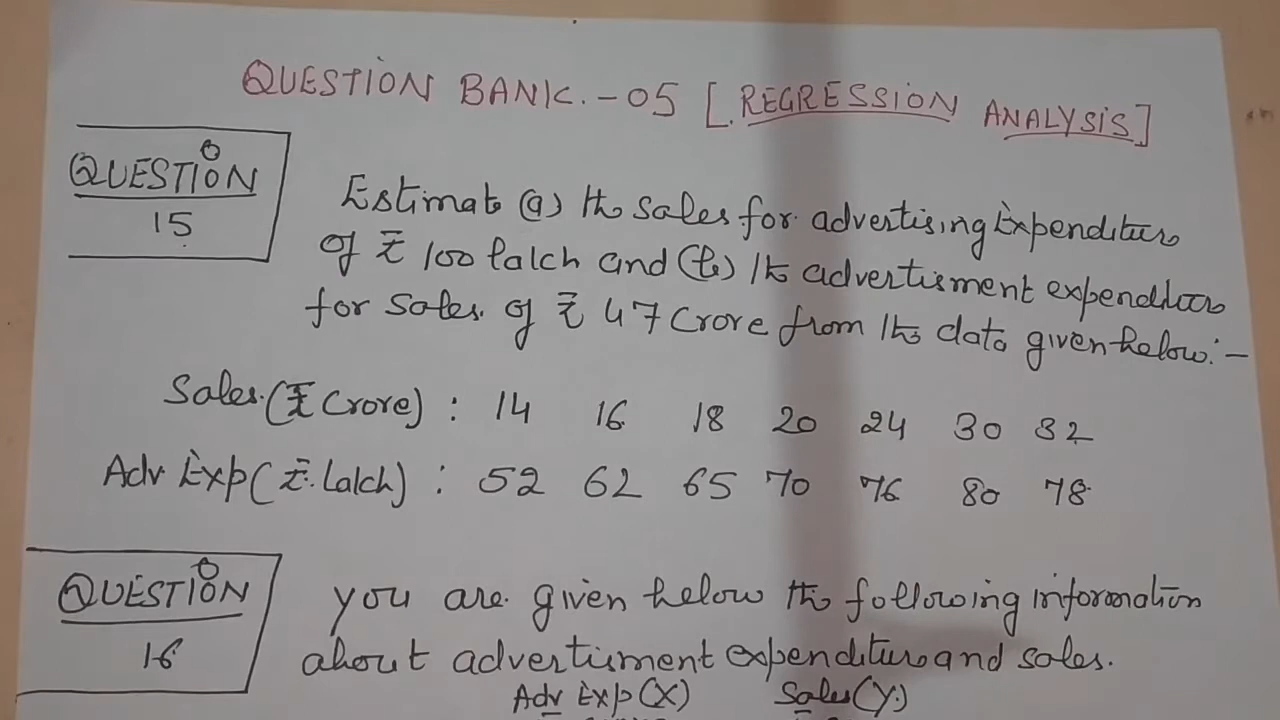 QUESTION BANK.-05 [REGRESSION ANALYSIS]
QUESTION
15
Estimate (a) the sales for advertising Expenditure
of ₹ 100 lakh and (b) the advertisment expenditure
for sales of ₹ 47 Crore from the data given below:-
Sales (₹ Crore) : 14 16 18 20 24 30 32
Adv Exp (₹ lakh) : 52 62 65 70 76 80 78
QUESTION
16
you are given below the following information
about advertisment expenditure and sales.
Adv Exp (X) Sales (Y)